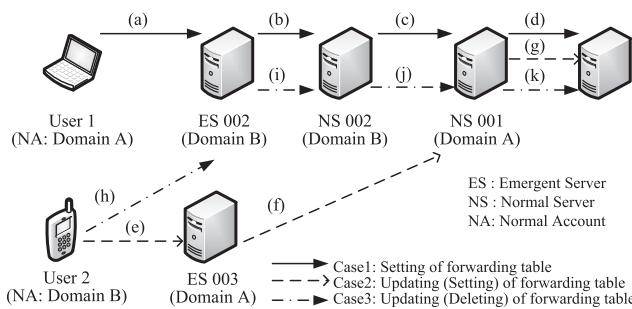 (a) (b) (c) (d)
(g)
(i) (j) (k)
User 1 ES 002 NS 002 NS 001
(NA: Domain A) (Domain B) (Domain B) (Domain A)
(h) (f)
(e)
ES : Emergent Server
NS : Normal Server
NA: Normal Account
User 2 ES 003
(NA: Domain B) (Domain A)
Case1: Setting of forwarding table
Case2: Updating (Setting) of forwarding table
Case3: Updating (Deleting) of forwarding table